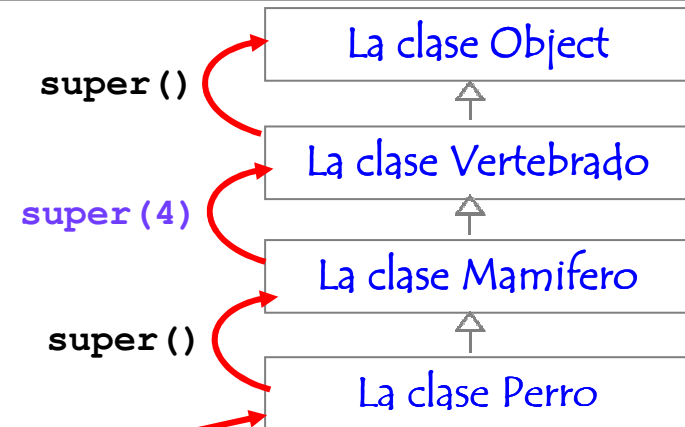 La clase Object
super()
La clase Vertebrado
super(4)
La clase Mamifero
super()
La clase Perro